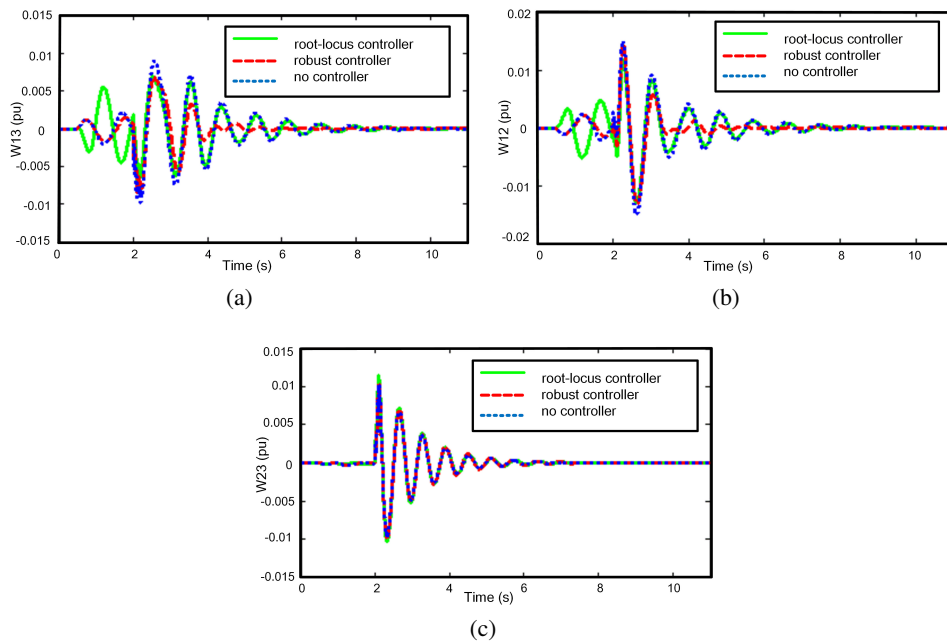 0.015
0.01
0.005
0
-0.005
-0.01
-0.015
W13 (pu)
root-locus controller
robust controller
no controller
0 2 4 6 8 10
Time (s)
(a)
0.02
0.01
0
-0.01
-0.02
W12 (pu)
root-locus controller
robust controller
no controller
0 2 4 6 8 10
Time (s)
(b)
0.015
0.01
0.005
0
-0.005
-0.01
-0.015
W23 (pu)
root-locus controller
robust controller
no controller
0 2 4 6 8 10
Time (s)
(c)